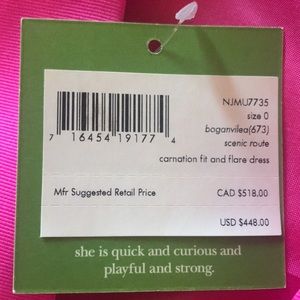 NJMU7735
size 0
boganvilea(673)
scenic route
carnation fit and flare dress
7 16454 19177 4
Mfr Suggested Retail Price CAD $518.00
USD $448.00
she is quick and curious and
playful and strong.